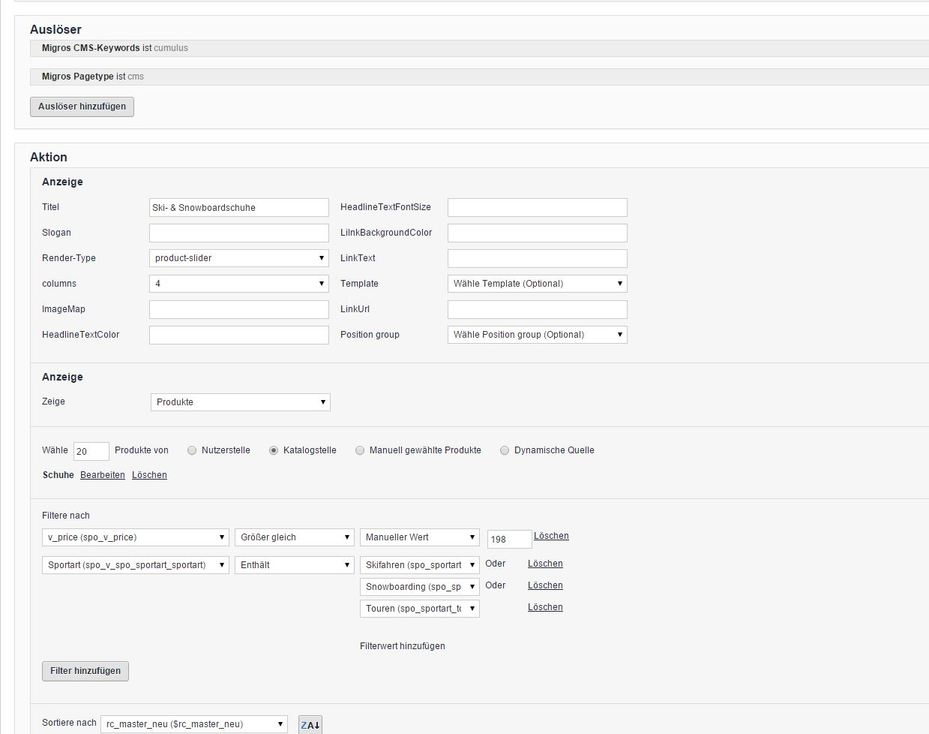 Auslöser
Migros CMS-Keywords ist cumulus
Migros Pagetype ist cms
Auslöser hinzufügen
Aktion
Anzeige
Titel Ski- & Snowboardschuhe HeadlineTextFontSize
Slogan LilnkBackgroundColor
Render-Type product-slider LinkText
columns 4 Template Wähle Template (Optional)
ImageMap LinkUrl
HeadlineTextColor Position group Wähle Position group (Optional)
Anzeige
Zeige Produkte
Wähle 20 Produkte von Nutzerstelle Katalogstelle Manuell gewählte Produkte Dynamische Quelle
Schuhe Bearbeiten Löschen
Filtere nach
v_price (spo_v_price) Größer gleich Manueller Wert 198 Löschen
Sportart (spo_v_spo_sportart_sportart) Enthält Skifahren (spo_sportart Oder Löschen
Snowboarding (spo_sp Oder Löschen
Touren (spo_sportart_to Löschen
Filterwert hinzufügen
Filter hinzufügen
Sortiere nach rc_master_neu ($rc_master_neu) ZA